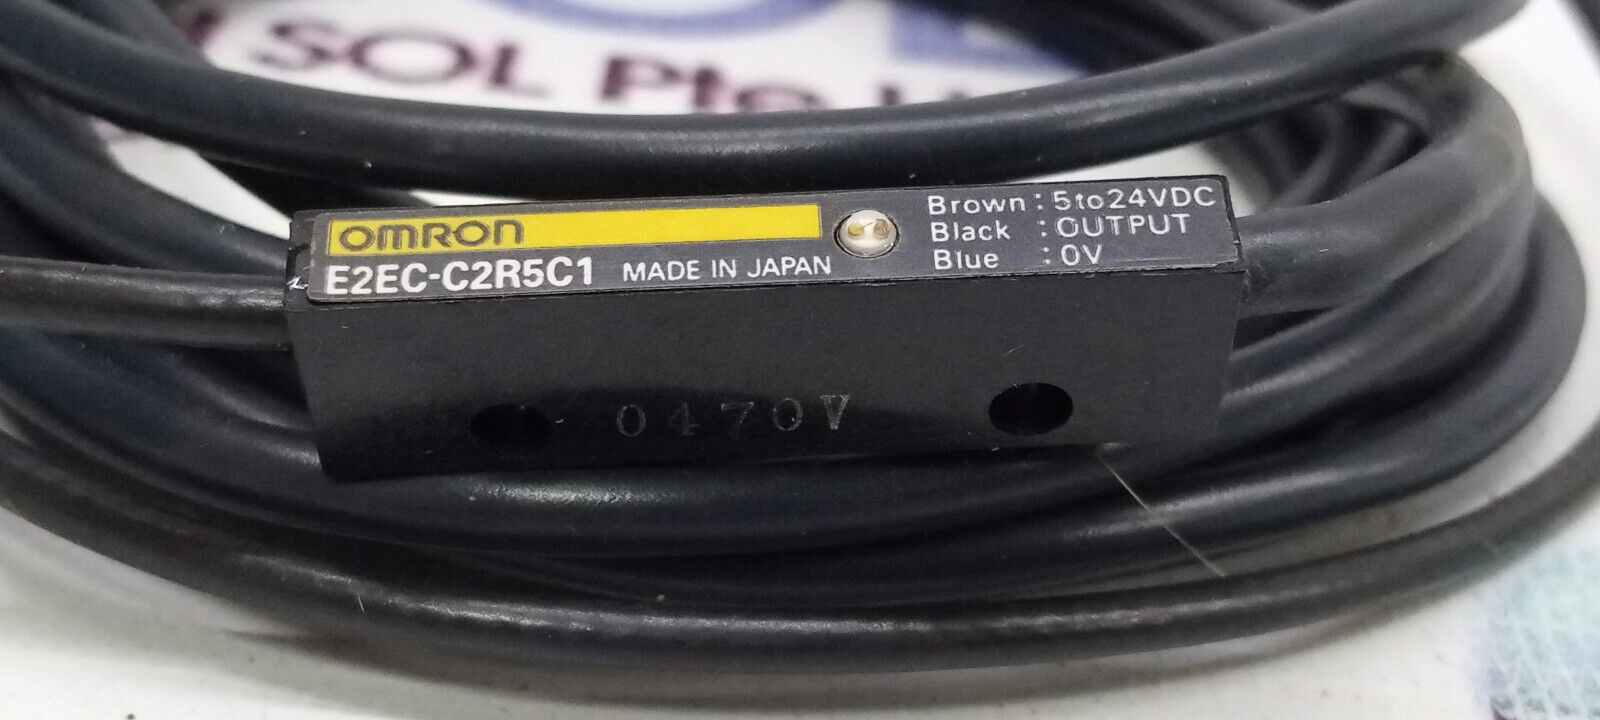 SOL Pte
OMRON
E2EC-C2R5C1 MADE IN JAPAN
Brown : 5to24VDC
Black : OUTPUT
Blue : 0V
0470V